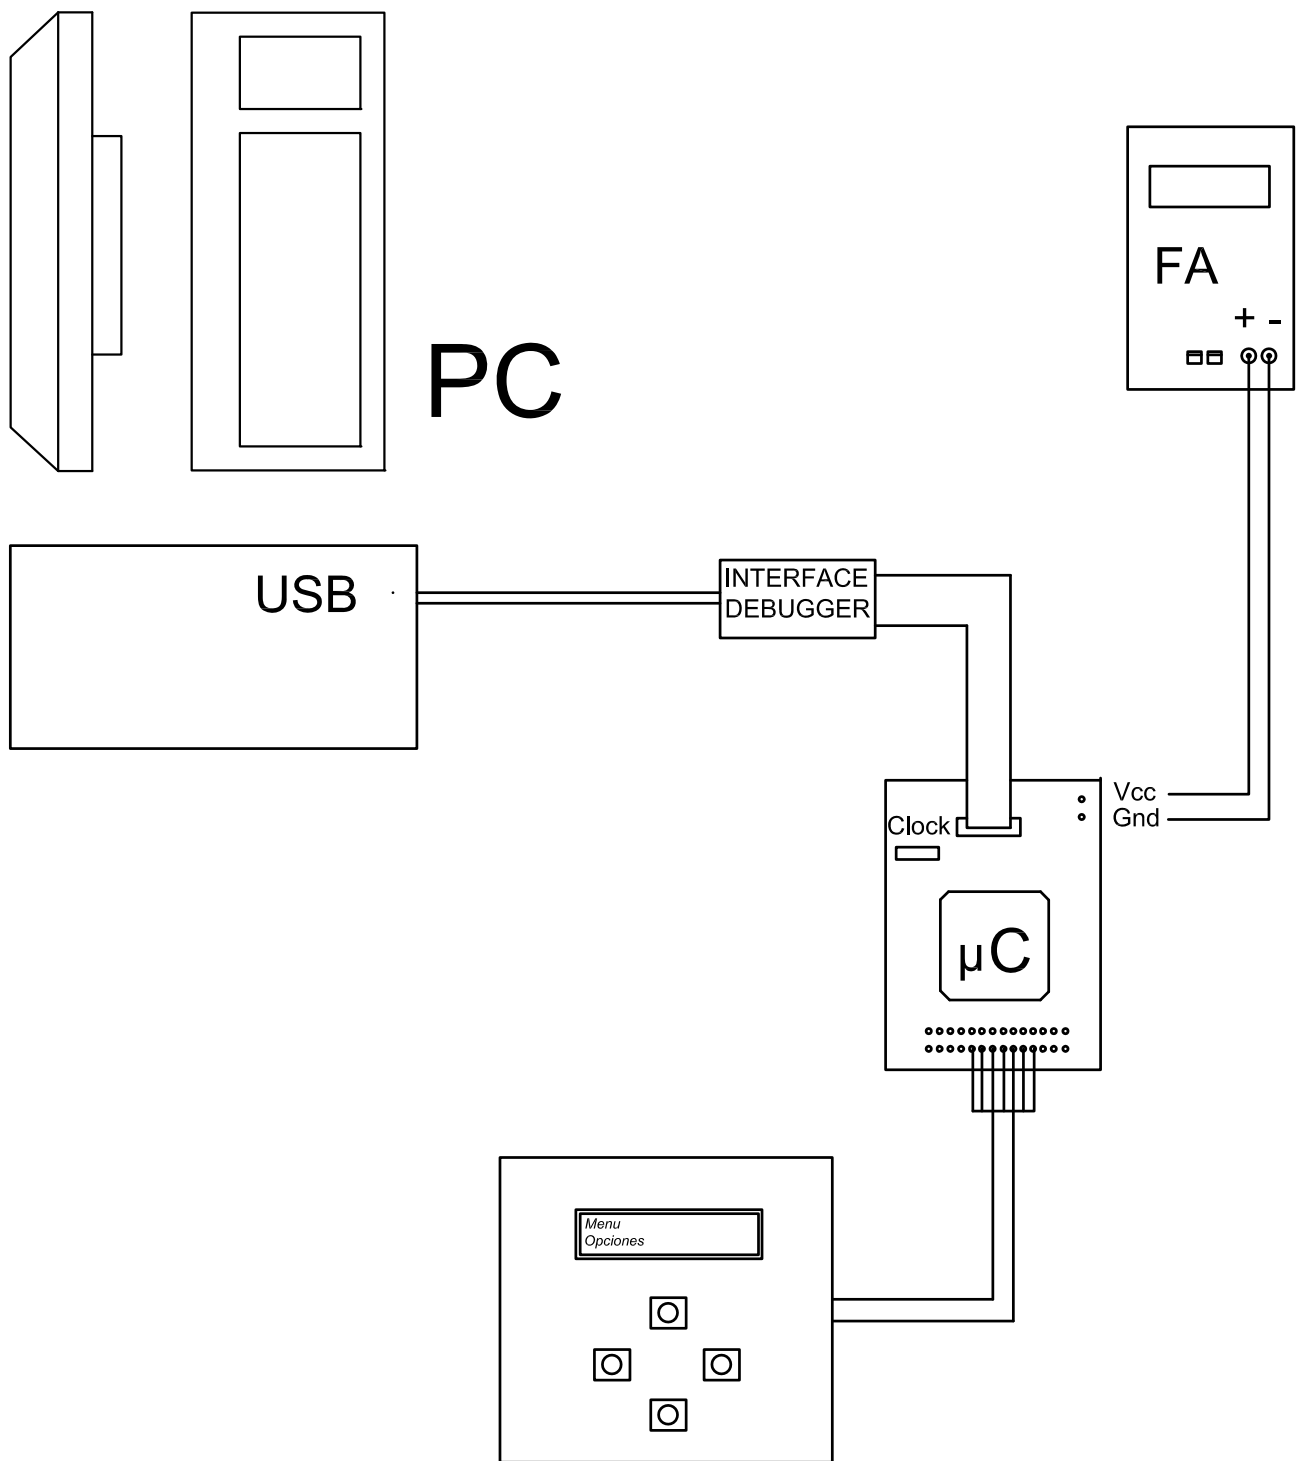 FA
+ -
PC
USB
INTERFACE
DEBUGGER
Vcc
Gnd
Clock
µC
Menu
Opciones